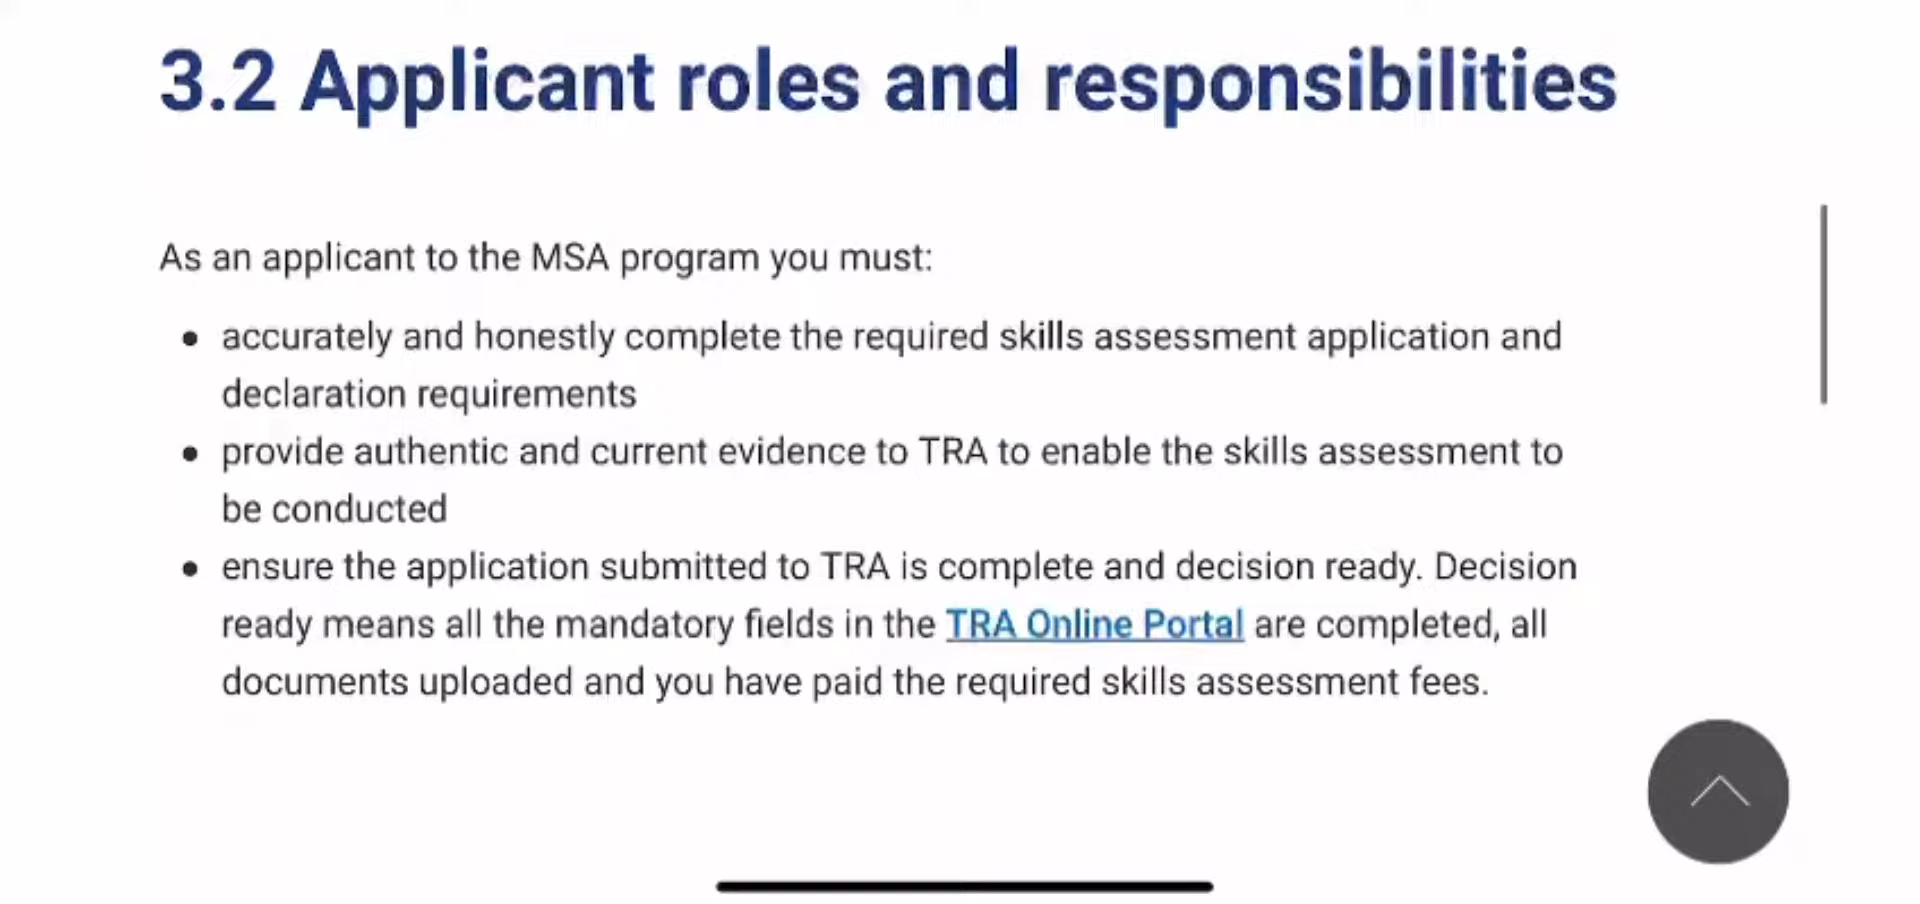 3.2 Applicant roles and responsibilities
As an applicant to the MSA program you must:
• accurately and honestly complete the required skills assessment application and
declaration requirements
• provide authentic and current evidence to TRA to enable the skills assessment to
be conducted
• ensure the application submitted to TRA is complete and decision ready. Decision
ready means all the mandatory fields in the TRA Online Portal are completed, all
documents uploaded and you have paid the required skills assessment fees.